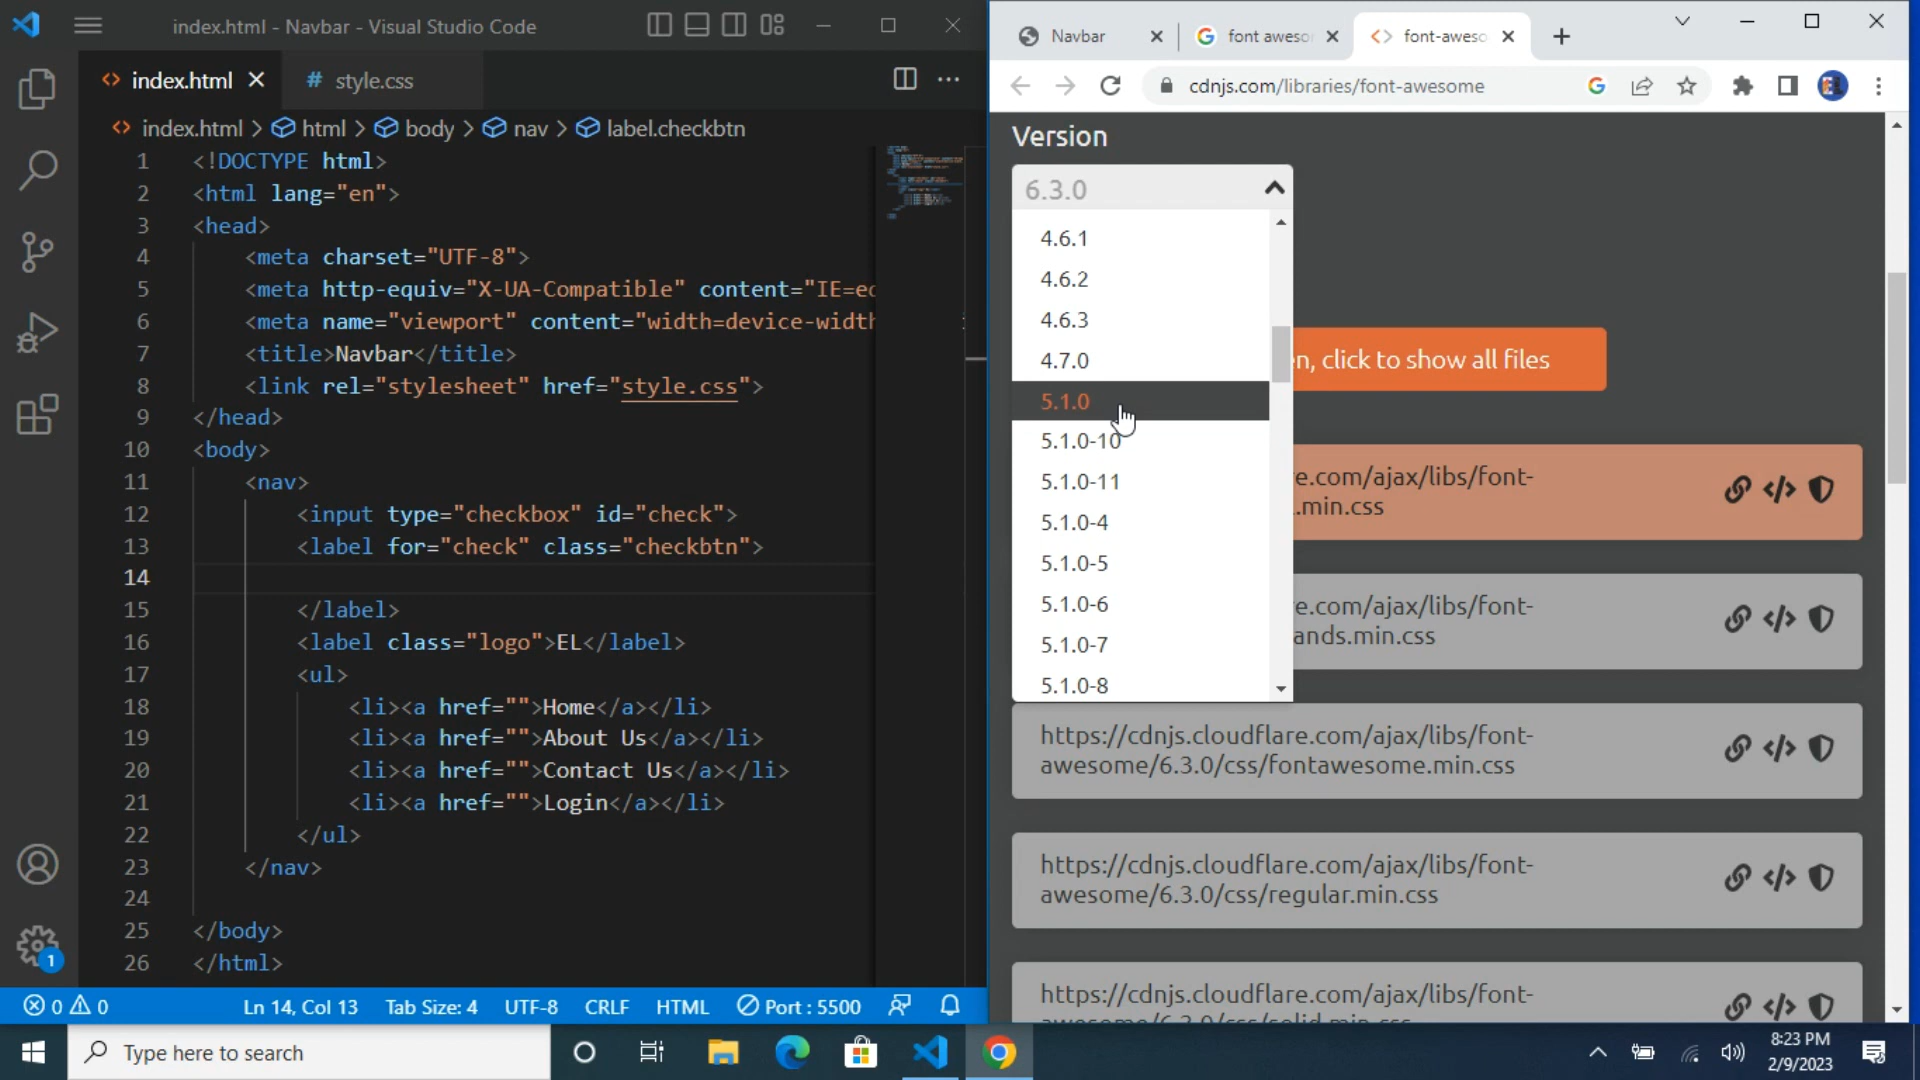 index.html - Navbar - Visual Studio Code
index.html
# style.css
index.html > html > body > nav > label.checkbtn
1 <!DOCTYPE html>
2 <html lang="en">
3 <head>
4 <meta charset="UTF-8">
5 <meta http-equiv="X-UA-Compatible" content="IE=ed
6 <meta name="viewport" content="width=device-width
7 <title>Navbar</title>
8 <link rel="stylesheet" href="style.css">
9 </head>
10 <body>
11 <nav>
12 <input type="checkbox" id="check">
13 <label for="check" class="checkbtn">
14
15 </label>
16 <label class="logo">EL</label>
17 <ul>
18 <li><a href="">Home</a></li>
19 <li><a href="">About Us</a></li>
20 <li><a href="">Contact Us</a></li>
21 <li><a href="">Login</a></li>
22 </ul>
23 </nav>
24
25 </body>
26 </html>
1
0 0
Ln 14, Col 13
Tab Size: 4
UTF-8
CRLF
HTML
Port : 5500
Navbar
font aweso
font-aweso
cdnjs.com/libraries/font-awesome
Version
6.3.0
4.6.1
4.6.2
4.6.3
4.7.0
5.1.0
5.1.0-10
5.1.0-11
5.1.0-4
5.1.0-5
5.1.0-6
5.1.0-7
5.1.0-8
n, click to show all files
e.com/ajax/libs/font-
.min.css
e.com/ajax/libs/font-
ands.min.css
https://cdnjs.cloudflare.com/ajax/libs/font-
awesome/6.3.0/css/fontawesome.min.css
https://cdnjs.cloudflare.com/ajax/libs/font-
awesome/6.3.0/css/regular.min.css
https://cdnjs.cloudflare.com/ajax/libs/font-
awesome/6.3.0/css/solid.min.css
Type here to search
8:23 PM
2/9/2023